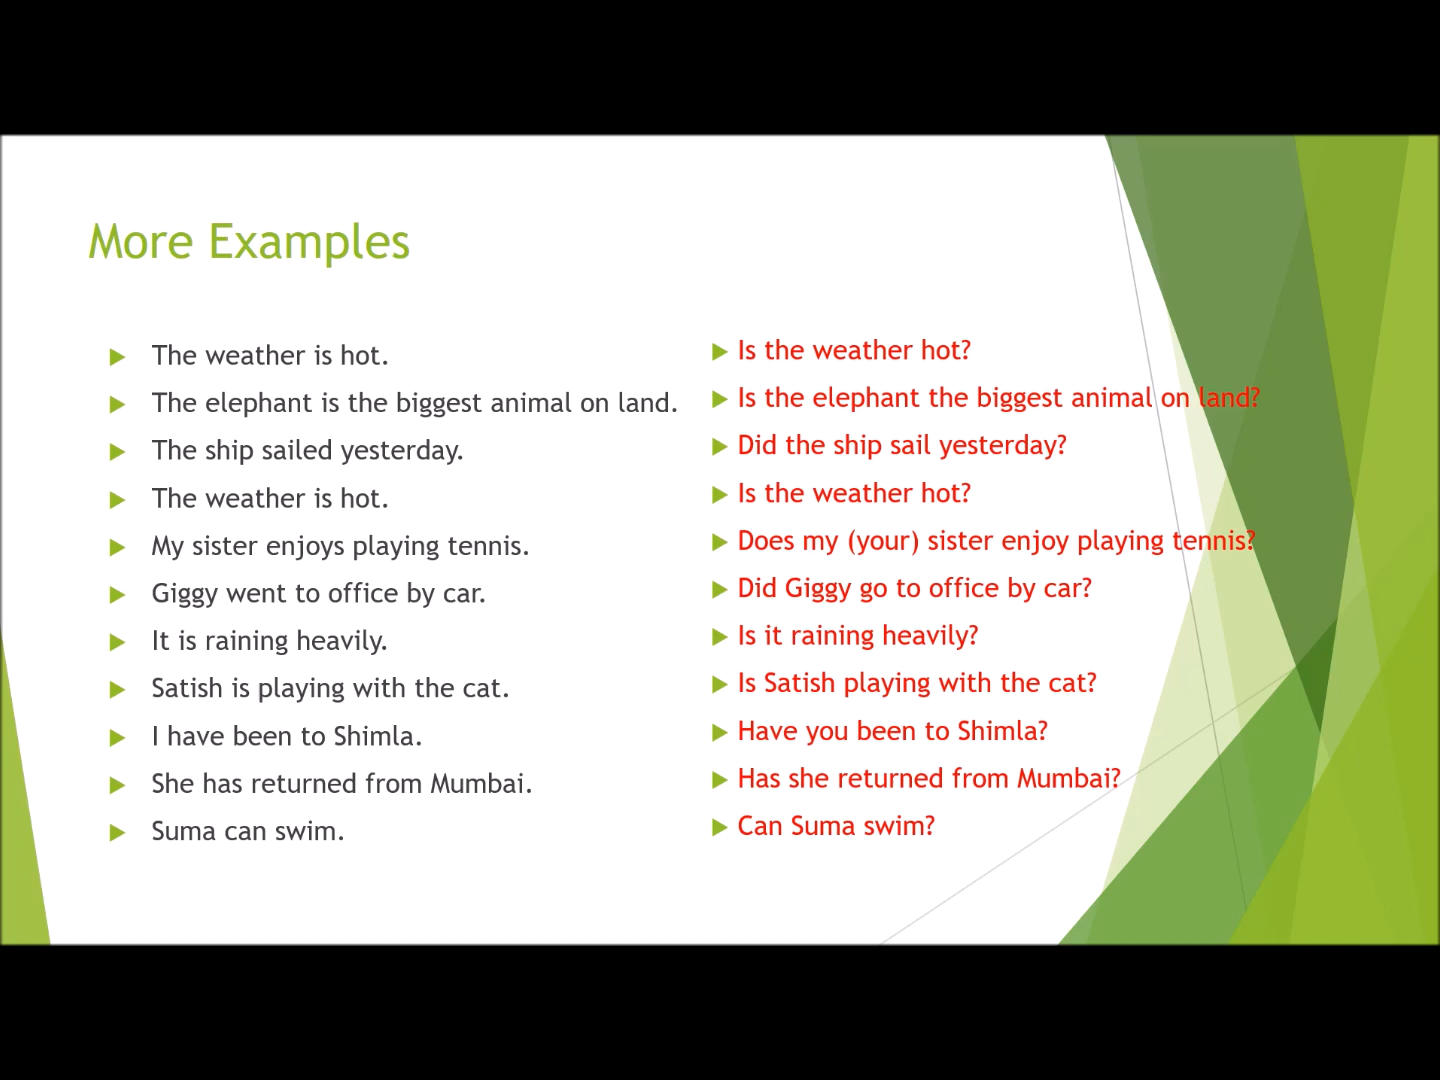 More Examples
The weather is hot.
The elephant is the biggest animal on land.
The ship sailed yesterday.
The weather is hot.
My sister enjoys playing tennis.
Giggy went to office by car.
It is raining heavily.
Satish is playing with the cat.
I have been to Shimla.
She has returned from Mumbai.
Suma can swim.
Is the weather hot?
Is the elephant the biggest animal on land?
Did the ship sail yesterday?
Is the weather hot?
Does my (your) sister enjoy playing tennis?
Did Giggy go to office by car?
Is it raining heavily?
Is Satish playing with the cat?
Have you been to Shimla?
Has she returned from Mumbai?
Can Suma swim?